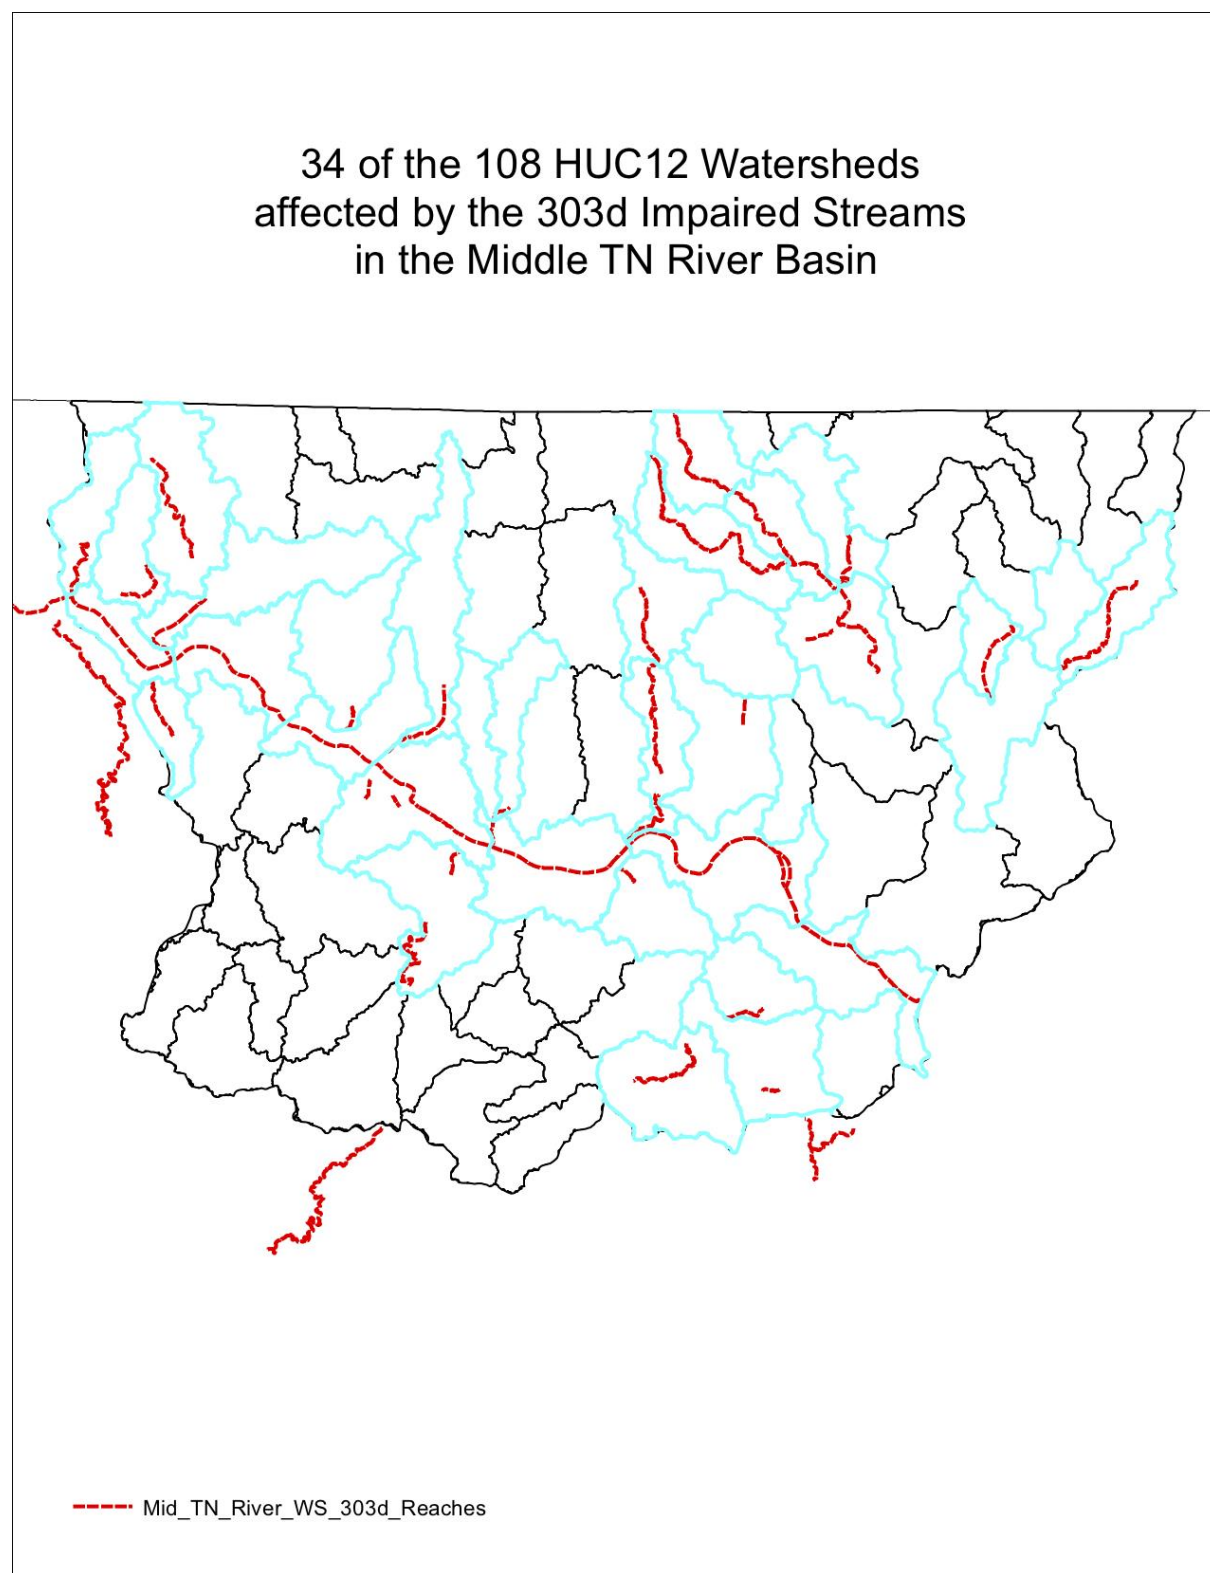 34 of the 108 HUC12 Watersheds
affected by the 303d Impaired Streams
in the Middle TN River Basin
Mid_TN_River_WS_303d_Reaches